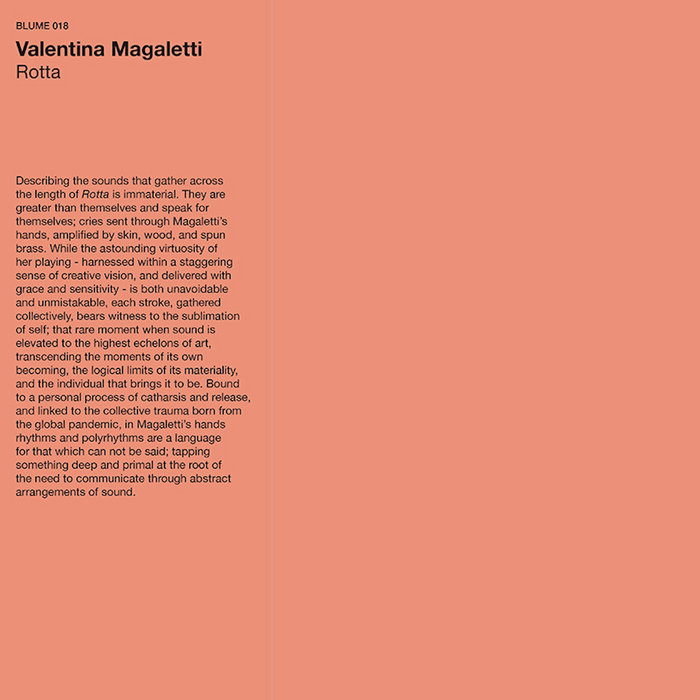 BLUME 018
Valentina Magaletti
Rotta
Describing the sounds that gather across
the length of Rotta is immaterial. They are
greater than themselves and speak for
themselves; cries sent through Magaletti's
hands, amplified by skin, wood, and spun
brass. While the astounding virtuosity of
her playing - harnessed within a staggering
sense of creative vision, and delivered with
grace and sensitivity - is both unavoidable
and unmistakable, each stroke, gathered
collectively, bears witness to the sublimation
of self; that rare moment when sound is
elevated to the highest echelons of art,
transcending the moments of its own
becoming, the logical limits of its materiality,
and the individual that brings it to be. Bound
to a personal process of catharsis and release,
and linked to the collective trauma born from
the global pandemic, in Magaletti's hands
rhythms and polyrhythms are a language
for that which can not be said; tapping
something deep and primal at the root of
the need to communicate through abstract
arrangements of sound.